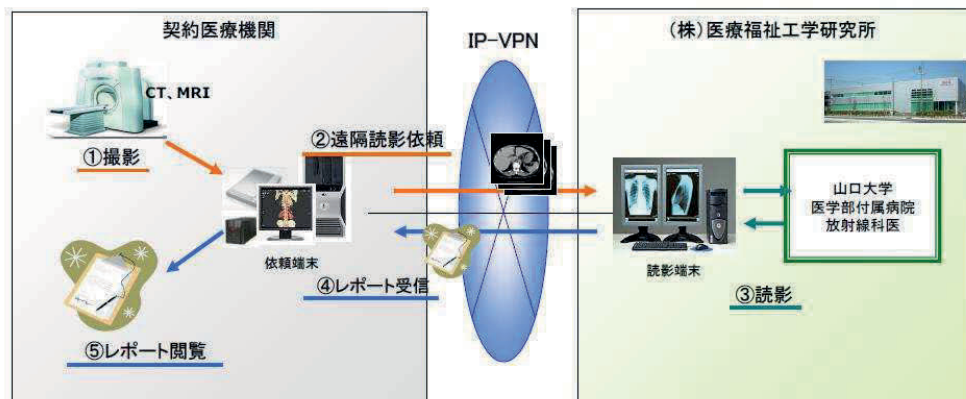 契約医療機関
IP-VPN
(株)医療福祉工学研究所
CT、MRI
①撮影
②遠隔読影依頼
依頼端末
④レポート受信
⑤レポート閲覧
読影端末
山口大学
医学部付属病院
放射線科医
③読影